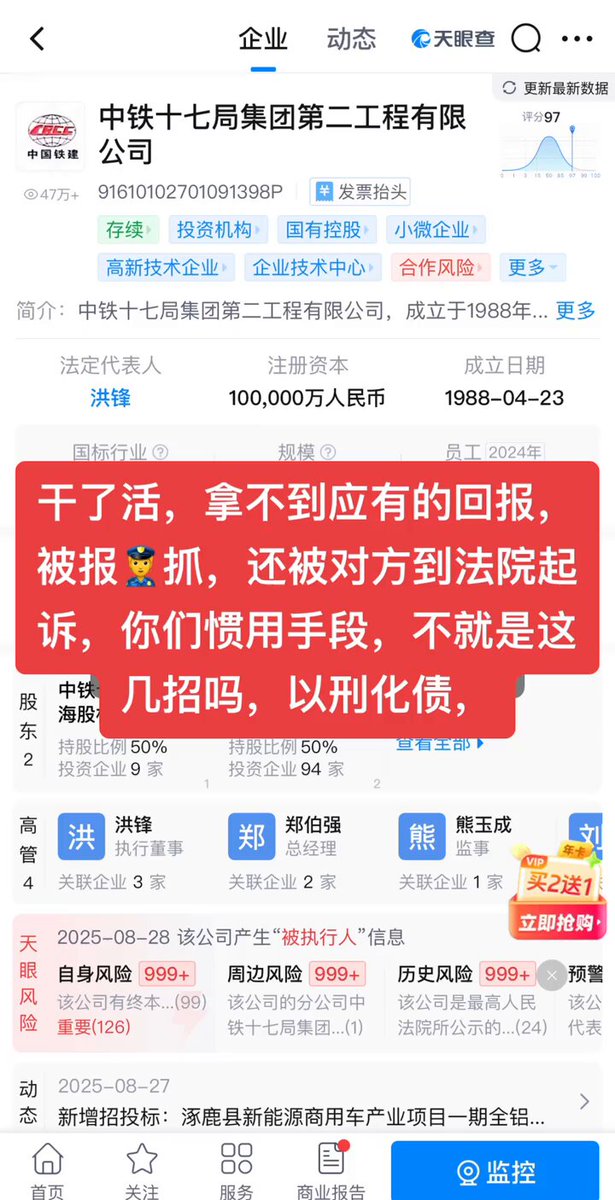 企业
动态
天眼查
更新最新数据
CRCC
中国铁建
中铁十七局集团第二工程有限
公司
评分97
0 1 3 15 50 85 97 99 100
47万+
91610102701091398P
发票抬头
存续
投资机构
国有控股
小微企业
高新技术企业
企业技术中心
合作风险
更多
简介：中铁十七局集团第二工程有限公司，成立于1988年... 更多
法定代表人
注册资本
成立日期
洪锋
100,000万人民币
1988-04-23
国标行业
规模
员工 2024年
干了活，拿不到应有的回报，
被报👮抓，还被对方到法院起
诉，你们惯用手段，不就是这
几招吗，以刑化债，
股东
2
中铁
海股
持股比例 50%
投资企业 9 家
1
持股比例 50%
投资企业 94 家
2
查看全部
高管
4
洪
洪锋
执行董事
关联企业 3 家
郑
郑伯强
总经理
关联企业 2 家
熊
熊玉成
监事
关联企业 1 家
刘
VIP
年卡
买2送1
立即抢购
天眼风险
2025-08-28 该公司产生“被执行人”信息
自身风险 999+
该公司有终本...(99)
重要(126)
周边风险 999+
该公司的分公司中
铁十七局集团...(1)
历史风险 999+
该公司是最高人民
法院所公示的...(24)
预警
该公
代表
动态
2025-08-27
新增招投标：涿鹿县新能源商用车产业项目一期全铝...
首页
关注
服务
商业报告
监控